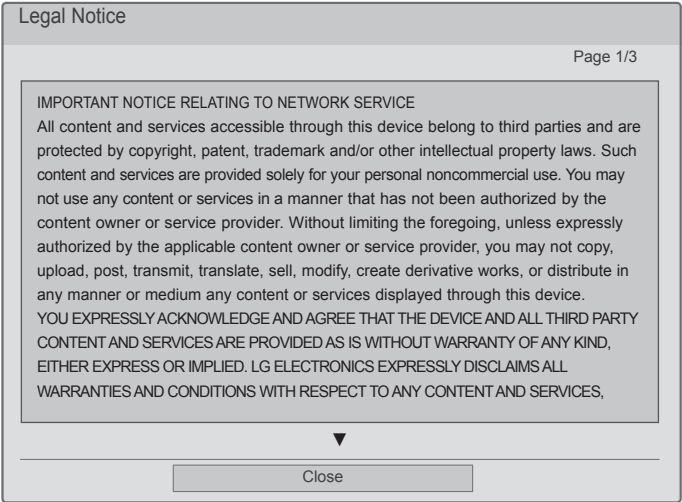 Legal Notice
Page 1/3
IMPORTANT NOTICE RELATING TO NETWORK SERVICE
All content and services accessible through this device belong to third parties and are
protected by copyright, patent, trademark and/or other intellectual property laws. Such
content and services are provided solely for your personal noncommercial use. You may
not use any content or services in a manner that has not been authorized by the
content owner or service provider. Without limiting the foregoing, unless expressly
authorized by the applicable content owner or service provider, you may not copy,
upload, post, transmit, translate, sell, modify, create derivative works, or distribute in
any manner or medium any content or services displayed through this device.
YOU EXPRESSLY ACKNOWLEDGE AND AGREE THAT THE DEVICE AND ALL THIRD PARTY
CONTENT AND SERVICES ARE PROVIDED AS IS WITHOUT WARRANTY OF ANY KIND,
EITHER EXPRESS OR IMPLIED. LG ELECTRONICS EXPRESSLY DISCLAIMS ALL
WARRANTIES AND CONDITIONS WITH RESPECT TO ANY CONTENT AND SERVICES,
▼
Close